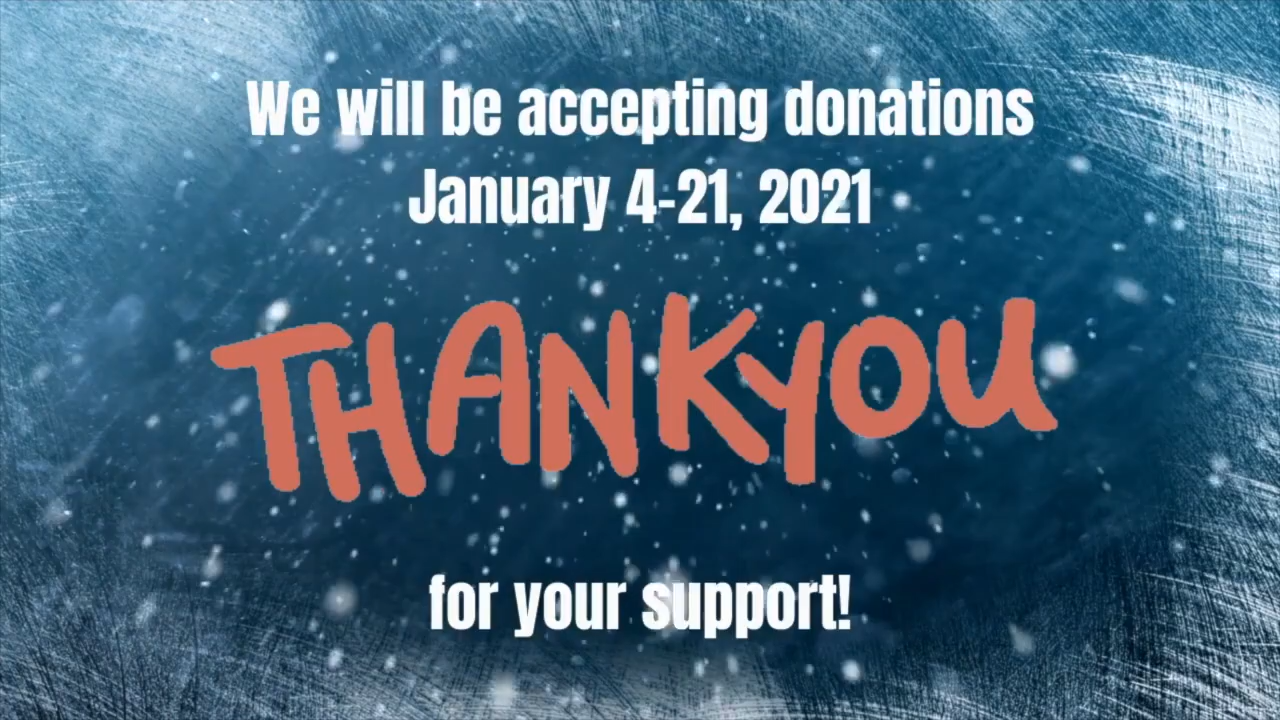 We will be accepting donations
January 4-21, 2021
THANKYOU
for your support!